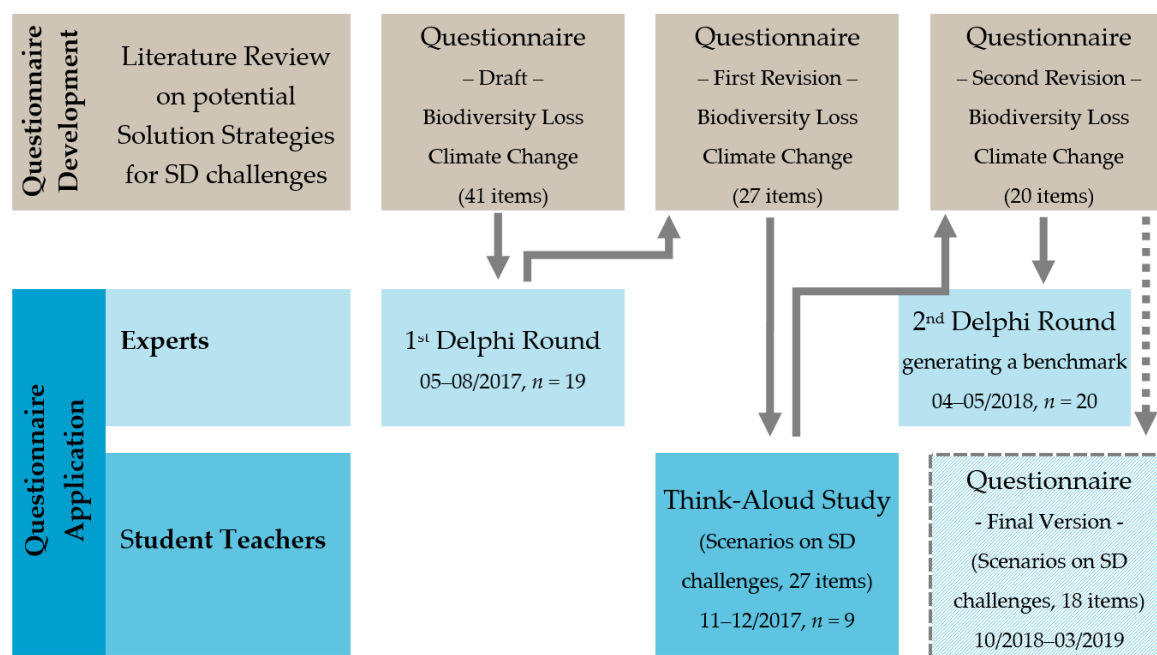 Questionnaire
Development
Literature Review
on potential
Solution Strategies
for SD challenges
Questionnaire
– Draft –
Biodiversity Loss
Climate Change
(41 items)
Questionnaire
– First Revision –
Biodiversity Loss
Climate Change
(27 items)
Questionnaire
– Second Revision –
Biodiversity Loss
Climate Change
(20 items)
Questionnaire
Application
Experts
1st Delphi Round
05–08/2017, n = 19
2nd Delphi Round
generating a benchmark
04–05/2018, n = 20
Student Teachers
Think-Aloud Study
(Scenarios on SD
challenges, 27 items)
11–12/2017, n = 9
Questionnaire
- Final Version -
(Scenarios on SD
challenges, 18 items)
10/2018–03/2019